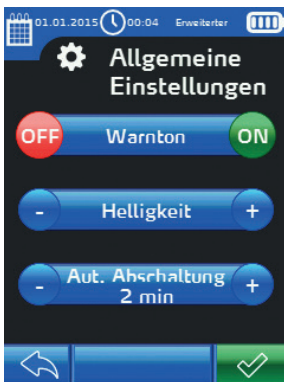 01.01.2015 00:04 Erweiterter
Allgemeine
Einstellungen
OFF Warnton ON
- Helligkeit +
- Aut. Abschaltung +
2 min